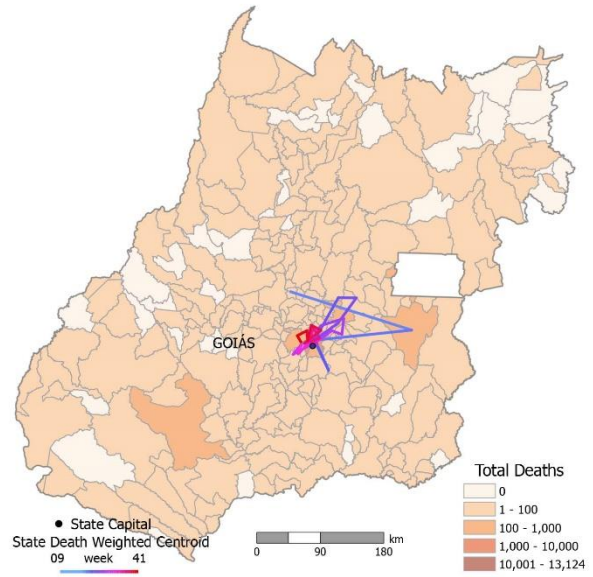 GOIÁS
Total Deaths
0
1 - 100
100 - 1,000
1,000 - 10,000
10,001 - 13,124
State Capital
State Death Weighted Centroid
09 week 41
km
0 90 180